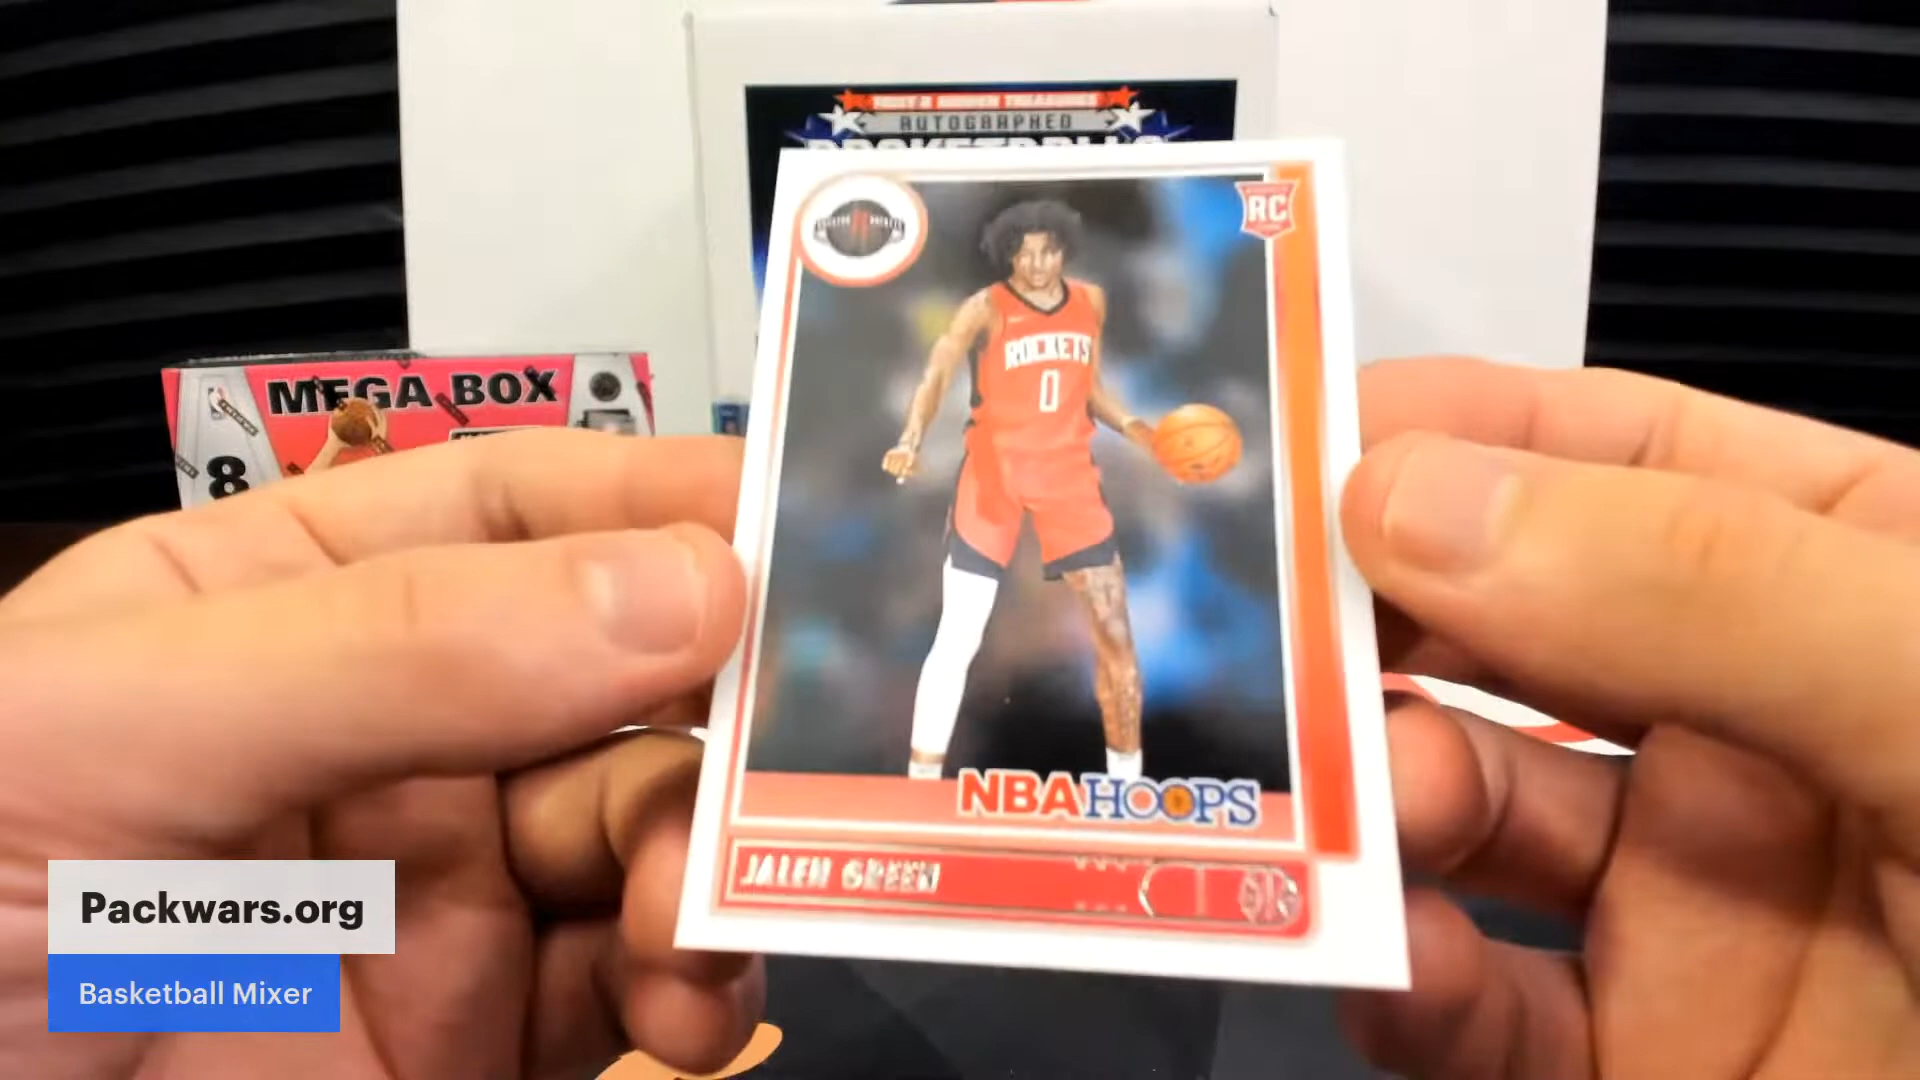 AUTOGRAPHED
MEGA BOX
8
RC
ROCKETS
0
NBA HOOPS
JALEN GREEN
Packwars.org
Basketball Mixer